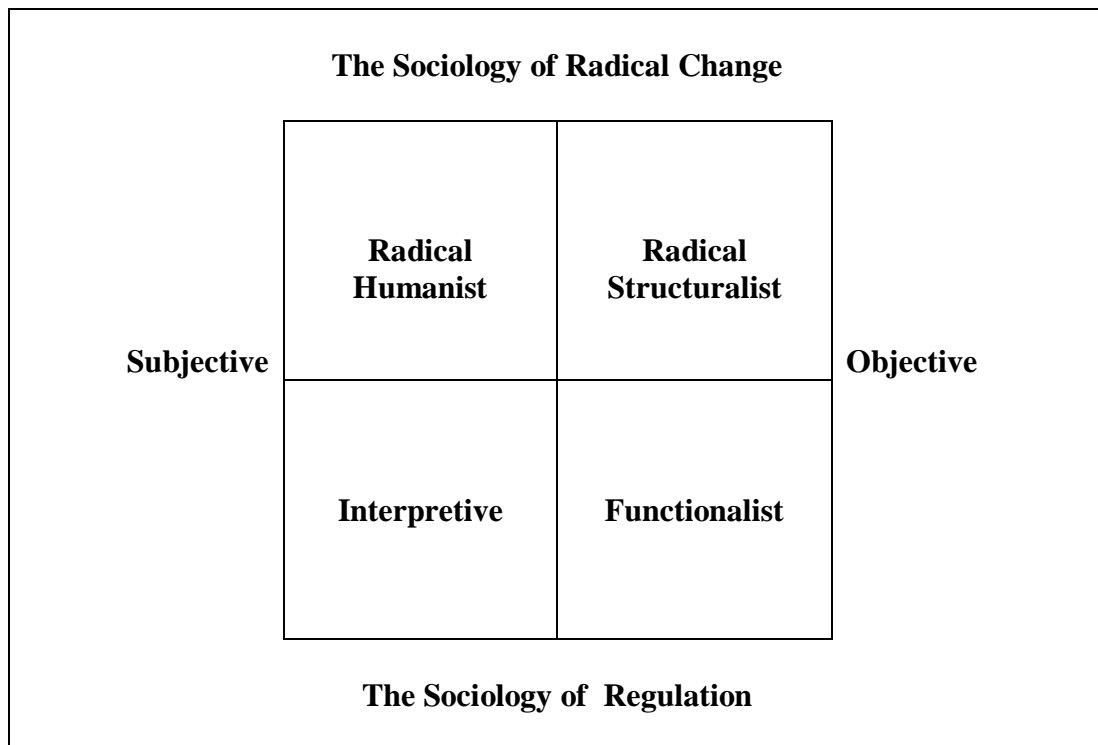 The Sociology of Radical Change
Radical
Humanist
Radical
Structuralist
Subjective
Objective
Interpretive
Functionalist
The Sociology of  Regulation